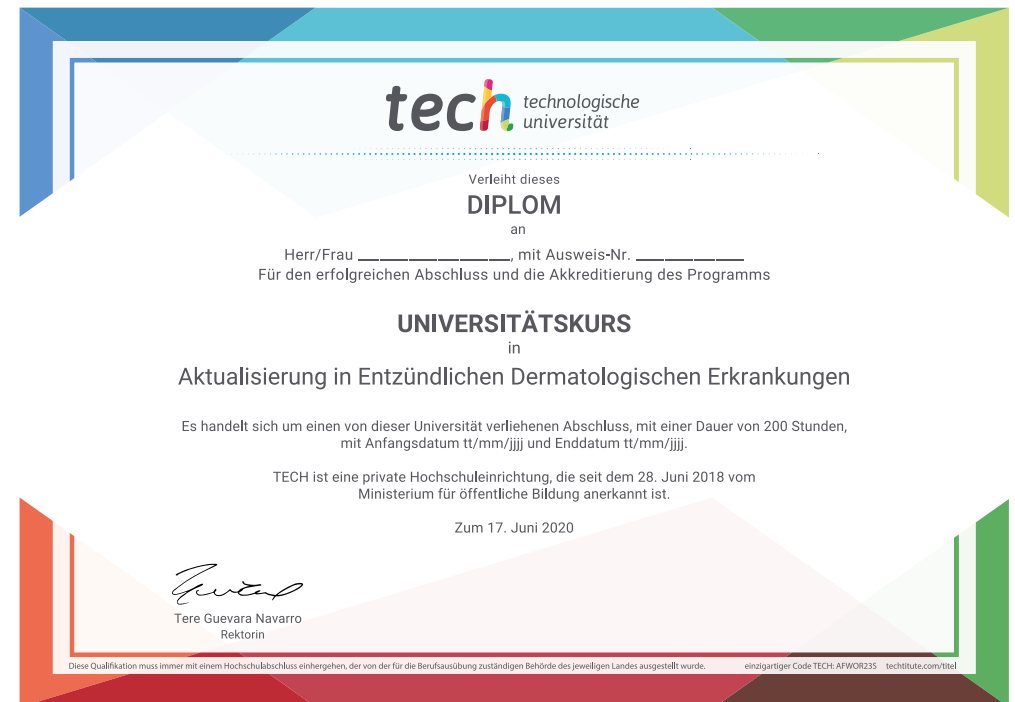 tech technologische
universität
Verleiht dieses
DIPLOM
an
Herr/Frau ________________, mit Ausweis-Nr. ____________
Für den erfolgreichen Abschluss und die Akkreditierung des Programms
UNIVERSITÄTSKURS
in
Aktualisierung in Entzündlichen Dermatologischen Erkrankungen
Es handelt sich um einen von dieser Universität verliehenen Abschluss, mit einer Dauer von 200 Stunden,
mit Anfangsdatum tt/mm/jjjj und Enddatum tt/mm/jjjj.
TECH ist eine private Hochschuleinrichtung, die seit dem 28. Juni 2018 vom
Ministerium für öffentliche Bildung anerkannt ist.
Zum 17. Juni 2020
Tere Guevara Navarro
Rektorin
Diese Qualifikation muss immer mit einem Hochschulabschluss einhergehen, der von der für die Berufsausübung zuständigen Behörde des jeweiligen Landes ausgestellt wurde. einzigartiger Code TECH: AFWOR23S techtitute.com/titel